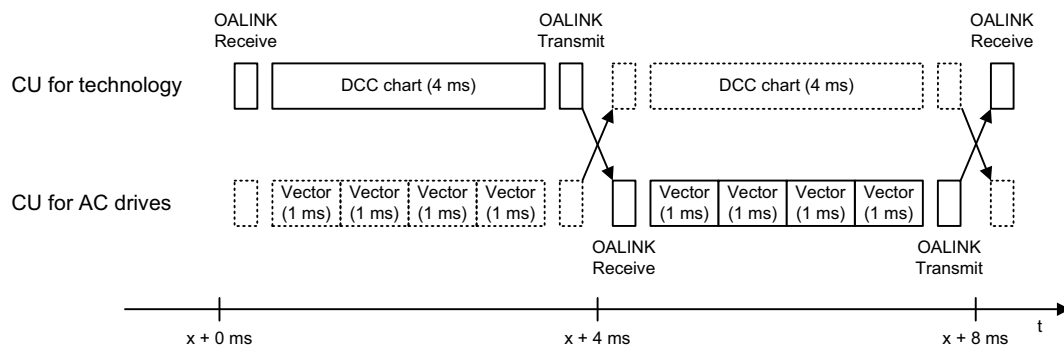 OALINK
Receive
OALINK
Transmit
OALINK
Receive
CU for technology
DCC chart (4 ms)
DCC chart (4 ms)
CU for AC drives
Vector
(1 ms)
Vector
(1 ms)
Vector
(1 ms)
Vector
(1 ms)
Vector
(1 ms)
Vector
(1 ms)
Vector
(1 ms)
Vector
(1 ms)
OALINK
Receive
OALINK
Transmit
x + 0 ms
x + 4 ms
x + 8 ms
t